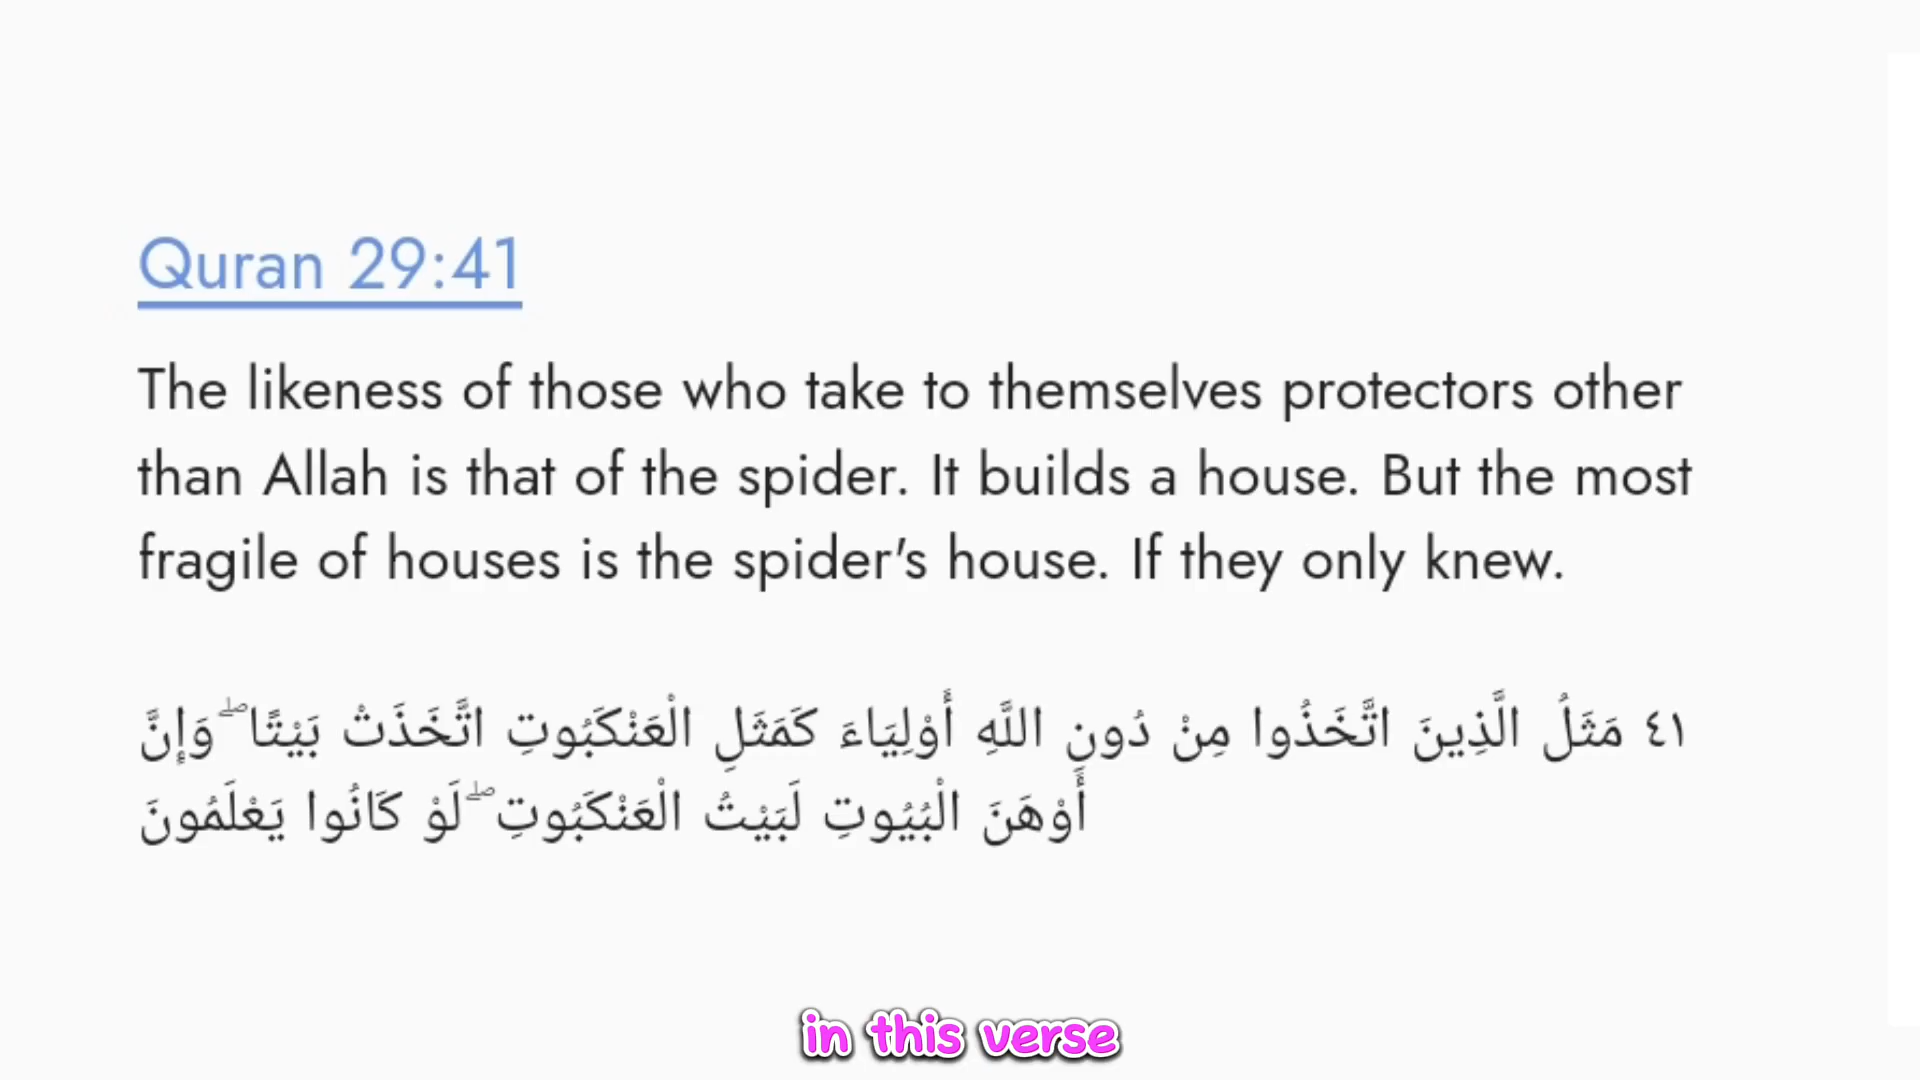 Quran 29:41
The likeness of those who take to themselves protectors other
than Allah is that of the spider. It builds a house. But the most
fragile of houses is the spider's house. If they only knew.
٤١ مَثَلُ الَّذِينَ اتَّخَذُوا مِنْ دُونِ اللَّهِ أَوْلِيَاءَ كَمَثَلِ الْعَنْكَبُوتِ اتَّخَذَتْ بَيْتًا ۖ وَإِنَّ
أَوْهَنَ الْبُيُوتِ لَبَيْتُ الْعَنْكَبُوتِ ۖ لَوْ كَانُوا يَعْلَمُونَ
in this verse